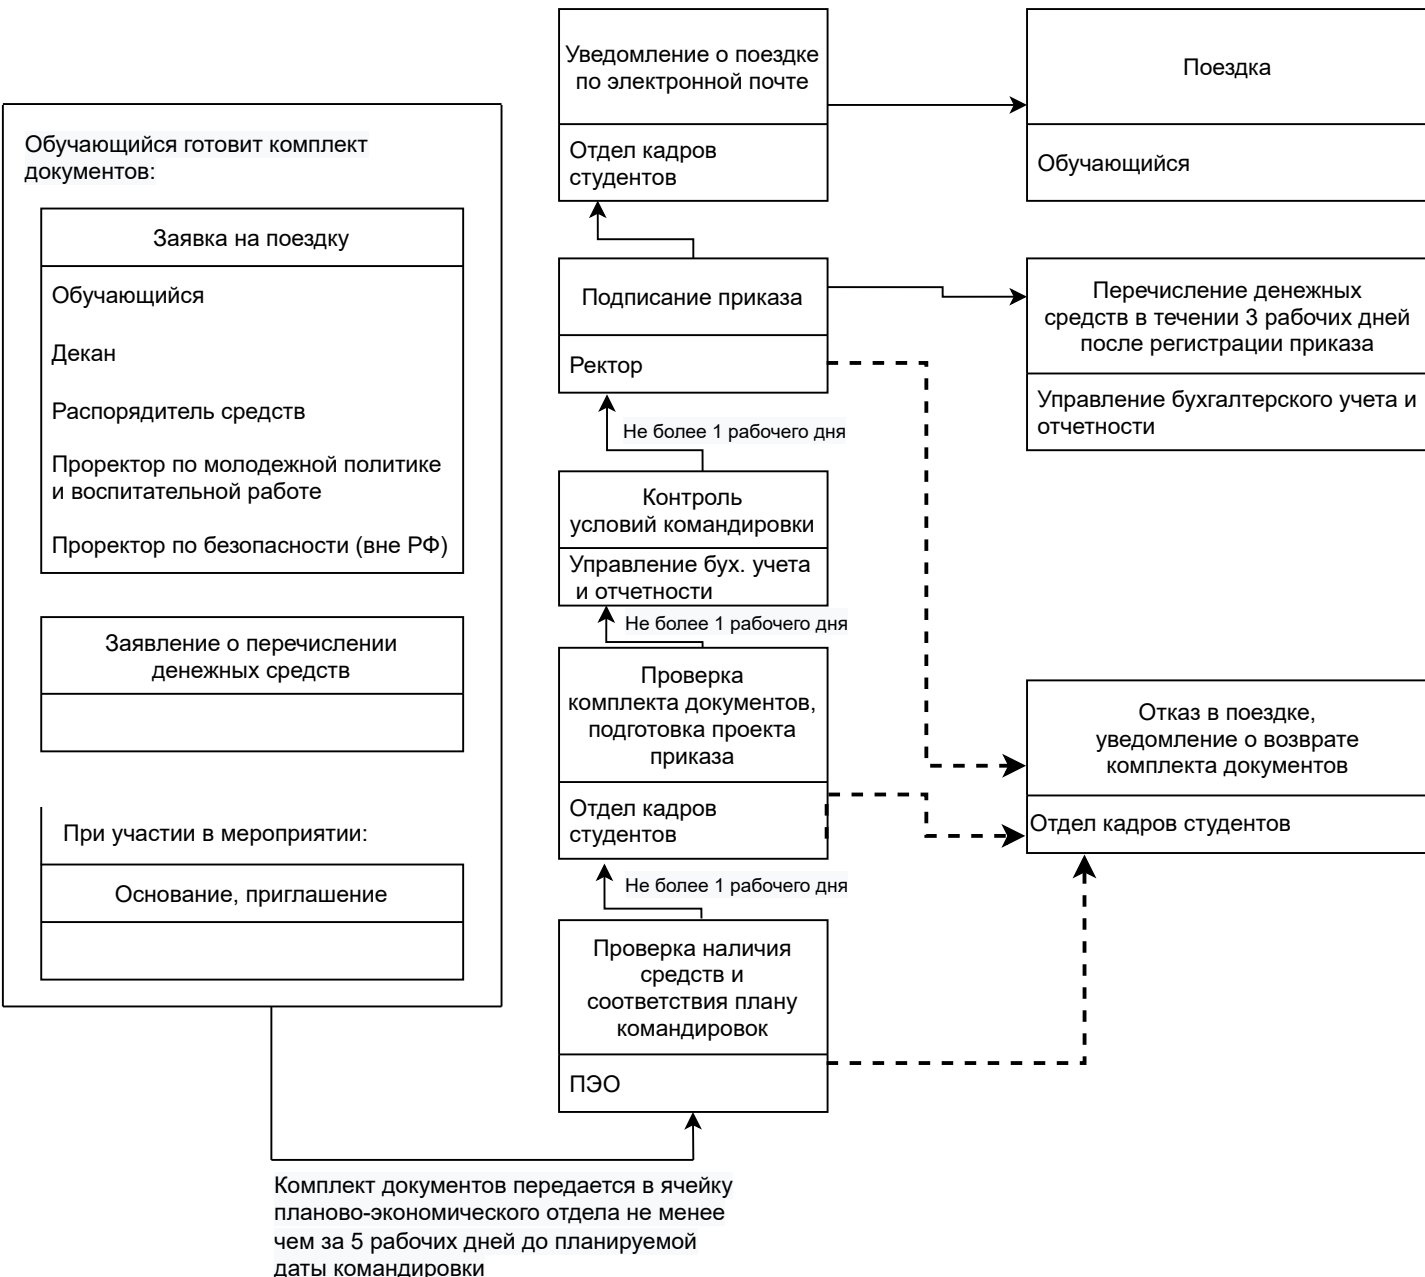 Обучающийся готовит комплект
документов:
Заявка на поездку
Обучающийся
Декан
Распорядитель средств
Проректор по молодежной политике
и воспитательной работе
Проректор по безопасности (вне РФ)
Заявление о перечислении
денежных средств
При участии в мероприятии:
Основание, приглашение
Комплект документов передается в ячейку
планово-экономического отдела не менее
чем за 5 рабочих дней до планируемой
даты командировки
Уведомление о поездке
по электронной почте
Отдел кадров
студентов
Подписание приказа
Ректор
Не более 1 рабочего дня
Контроль
условий командировки
Управление бух. учета
и отчетности
Не более 1 рабочего дня
Проверка
комплекта документов,
подготовка проекта
приказа
Отдел кадров
студентов
Не более 1 рабочего дня
Проверка наличия
средств и
соответствия плану
командировок
ПЭО
Поездка
Обучающийся
Перечисление денежных
средств в течении 3 рабочих дней
после регистрации приказа
Управление бухгалтерского учета и
отчетности
Отказ в поездке,
уведомление о возврате
комплекта документов
Отдел кадров студентов